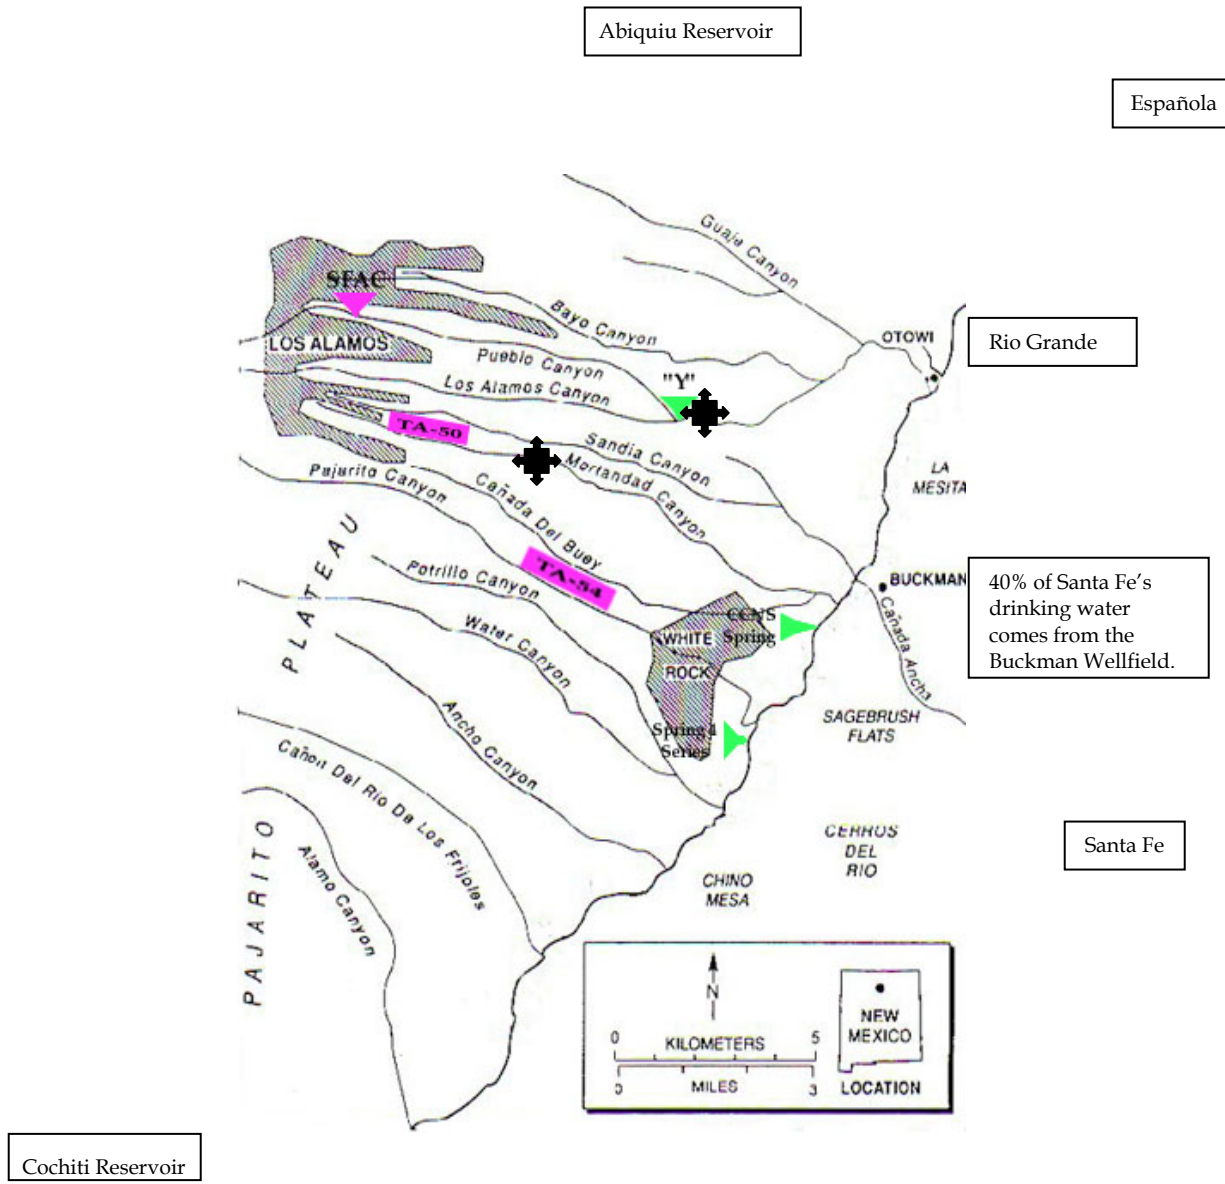 Abiquiu Reservoir
Española
Guaje Canyon
SFAC
Bayo Canyon
OTOWI
Rio Grande
LOS ALAMOS
Pueblo Canyon
"Y"
Los Alamos Canyon
TA-50
Sandia Canyon
Mortandad Canyon
LA
MESITA
Pajarito Canyon
Cañada Del Buey
PLATEAU
TA-54
Potrillo Canyon
BUCKMAN
40% of Santa Fe’s
drinking water
comes from the
Buckman Wellfield.
Cañada Ancha
CCNS
Spring
WHITE
ROCK
Water Canyon
Ancho Canyon
Spring 4
Series
SAGEBRUSH
FLATS
Cañon Del Rio De Los Frijoles
PAJARITO
Alamo Canyon
CERROS
DEL
RIO
Santa Fe
CHINO
MESA
N
0 5
KILOMETERS
MILES
0 3
NEW
MEXICO
LOCATION
Cochiti Reservoir